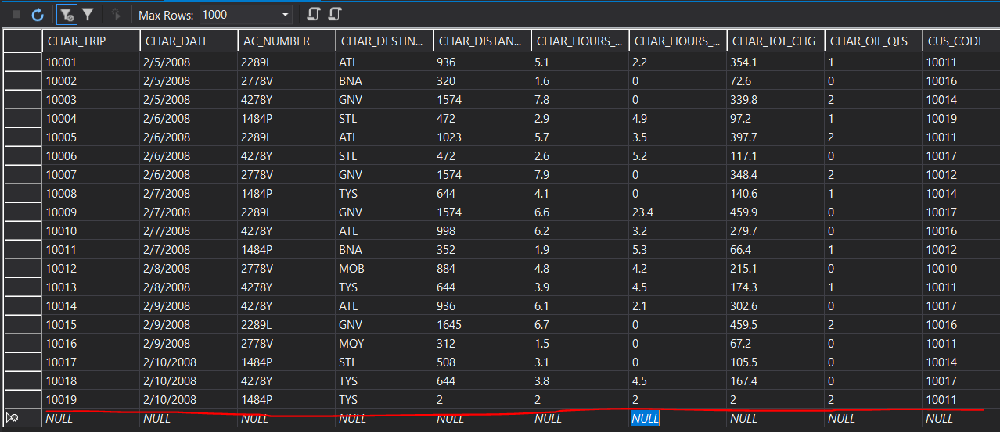 Max Rows: 1000
CHAR_TRIP CHAR_DATE AC_NUMBER CHAR_DESTIN... CHAR_DISTAN... CHAR_HOURS_... CHAR_HOURS_... CHAR_TOT_CHG CHAR_OIL_QTS CUS_CODE
10001 2/5/2008 2289L ATL 936 5.1 2.2 354.1 1 10011
10002 2/5/2008 2778V BNA 320 1.6 0 72.6 0 10016
10003 2/5/2008 4278Y GNV 1574 7.8 0 339.8 2 10014
10004 2/6/2008 1484P STL 472 2.9 4.9 97.2 1 10019
10005 2/6/2008 2289L ATL 1023 5.7 3.5 397.7 2 10011
10006 2/6/2008 4278Y STL 472 2.6 5.2 117.1 0 10017
10007 2/6/2008 2778V GNV 1574 7.9 0 348.4 2 10012
10008 2/7/2008 1484P TYS 644 4.1 0 140.6 1 10014
10009 2/7/2008 2289L GNV 1574 6.6 23.4 459.9 0 10017
10010 2/7/2008 4278Y ATL 998 6.2 3.2 279.7 0 10016
10011 2/7/2008 1484P BNA 352 1.9 5.3 66.4 1 10012
10012 2/8/2008 2778V MOB 884 4.8 4.2 215.1 0 10010
10013 2/8/2008 4278Y TYS 644 3.9 4.5 174.3 1 10011
10014 2/9/2008 4278Y ATL 936 6.1 2.1 302.6 0 10017
10015 2/9/2008 2289L GNV 1645 6.7 0 459.5 2 10016
10016 2/9/2008 2778V MQY 312 1.5 0 67.2 0 10011
10017 2/10/2008 1484P STL 508 3.1 0 105.5 0 10014
10018 2/10/2008 4278Y TYS 644 3.8 4.5 167.4 0 10017
10019 2/10/2008 1484P TYS 2 2 2 2 2 10011
NULL NULL NULL NULL NULL NULL NULL NULL NULL NULL